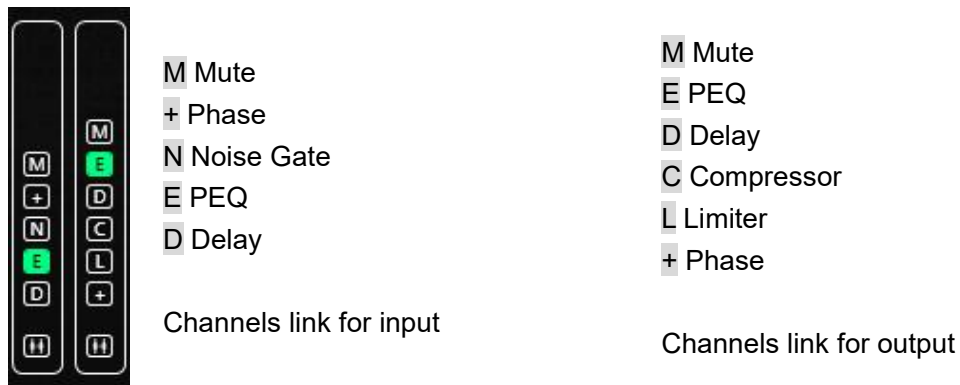 M
+
N
E
D
M
E
D
C
L
+
M Mute
+ Phase
N Noise Gate
E PEQ
D Delay
Channels link for input
M Mute
E PEQ
D Delay
C Compressor
L Limiter
+ Phase
Channels link for output